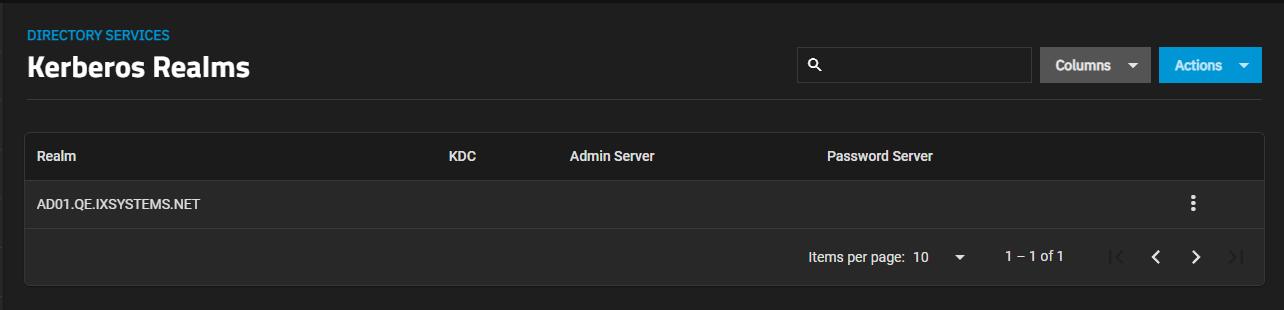 DIRECTORY SERVICES
Kerberos Realms
Columns
Actions
Realm KDC Admin Server Password Server
AD01.QE.IXSYSTEMS.NET
Items per page: 10 1 – 1 of 1